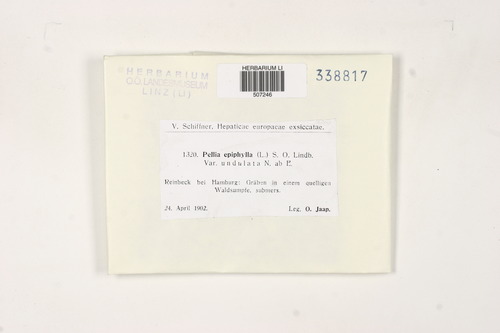 HERBARIUM
O.Ö. LANDESMUSEUM
LINZ (LI)
HERBARIUM LI
507246
338817
V. Schiffner, Hepaticae europaeae exsiccatae.
Pellia epiphylla (L.) S. O. Lindb.
Var. undulata N. ab E.
Reinbeck bei Hamburg: Gräben in einem quelligen
Waldsumpfe, submers.
24. April 1902.
Leg. O. Jaap.